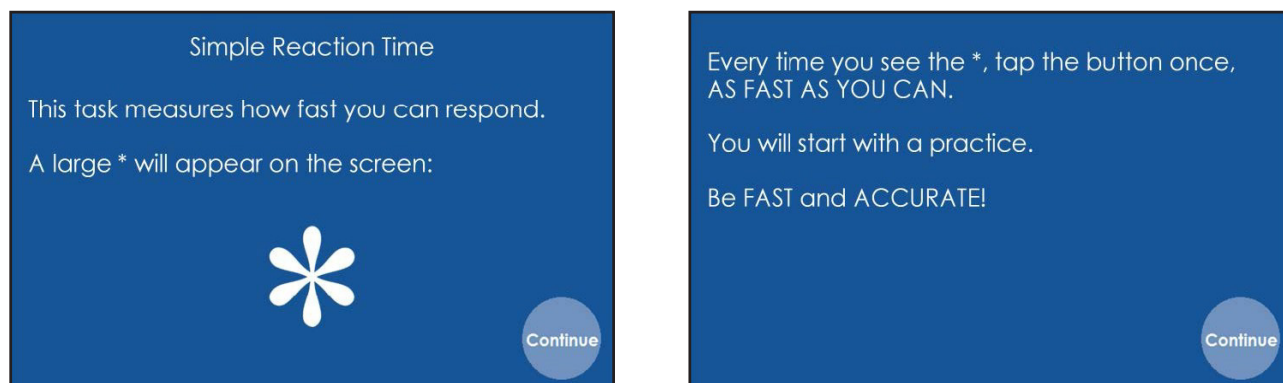 Simple Reaction Time
This task measures how fast you can respond.
A large * will appear on the screen:
*
Continue
Every time you see the *, tap the button once,
AS FAST AS YOU CAN.
You will start with a practice.
Be FAST and ACCURATE!
Continue